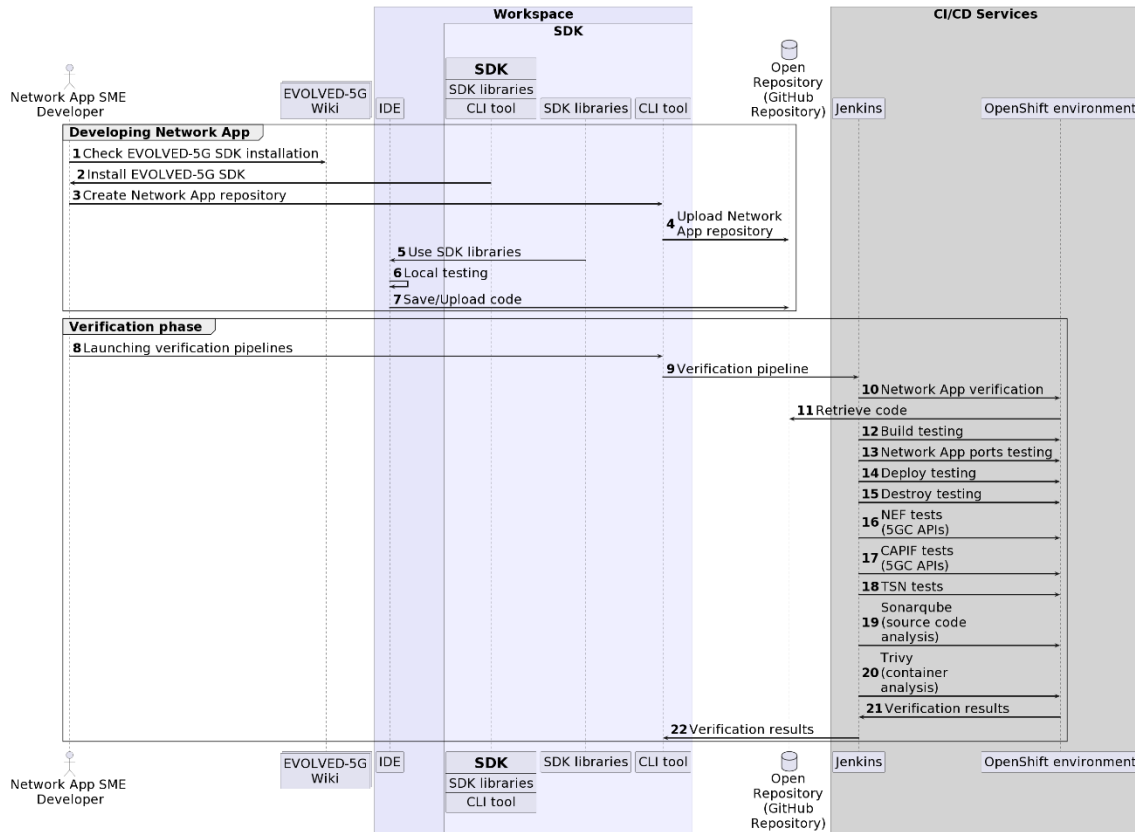 Workspace
CI/CD Services
SDK
Network App SME
Developer
EVOLVED-5G
Wiki
IDE
SDK
SDK libraries
CLI tool
SDK libraries
CLI tool
Open
Repository
(GitHub
Repository)
Jenkins
OpenShift environment
Developing Network App
1 Check EVOLVED-5G SDK installation
2 Install EVOLVED-5G SDK
3 Create Network App repository
4 Upload Network
App repository
5 Use SDK libraries
6 Local testing
7 Save/Upload code
Verification phase
8 Launching verification pipelines
9 Verification pipeline
10 Network App verification
11 Retrieve code
12 Build testing
13 Network App ports testing
14 Deploy testing
15 Destroy testing
16 NEF tests
(5GC APIs)
17 CAPIF tests
(5GC APIs)
18 TSN tests
19 Sonarqube
(source code
analysis)
20 Trivy
(container
analysis)
21 Verification results
22 Verification results
Network App SME
Developer
EVOLVED-5G
Wiki
IDE
SDK
SDK libraries
CLI tool
SDK libraries
CLI tool
Open
Repository
(GitHub
Repository)
Jenkins
OpenShift environment